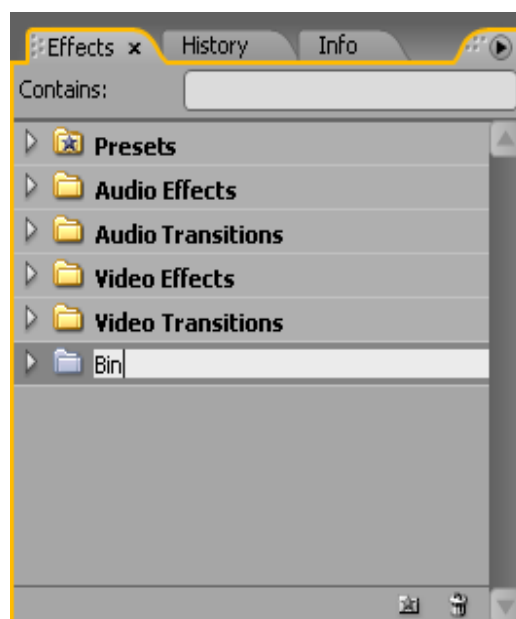 Effects x History Info
Contains:
Presets
Audio Effects
Audio Transitions
Video Effects
Video Transitions
Bin